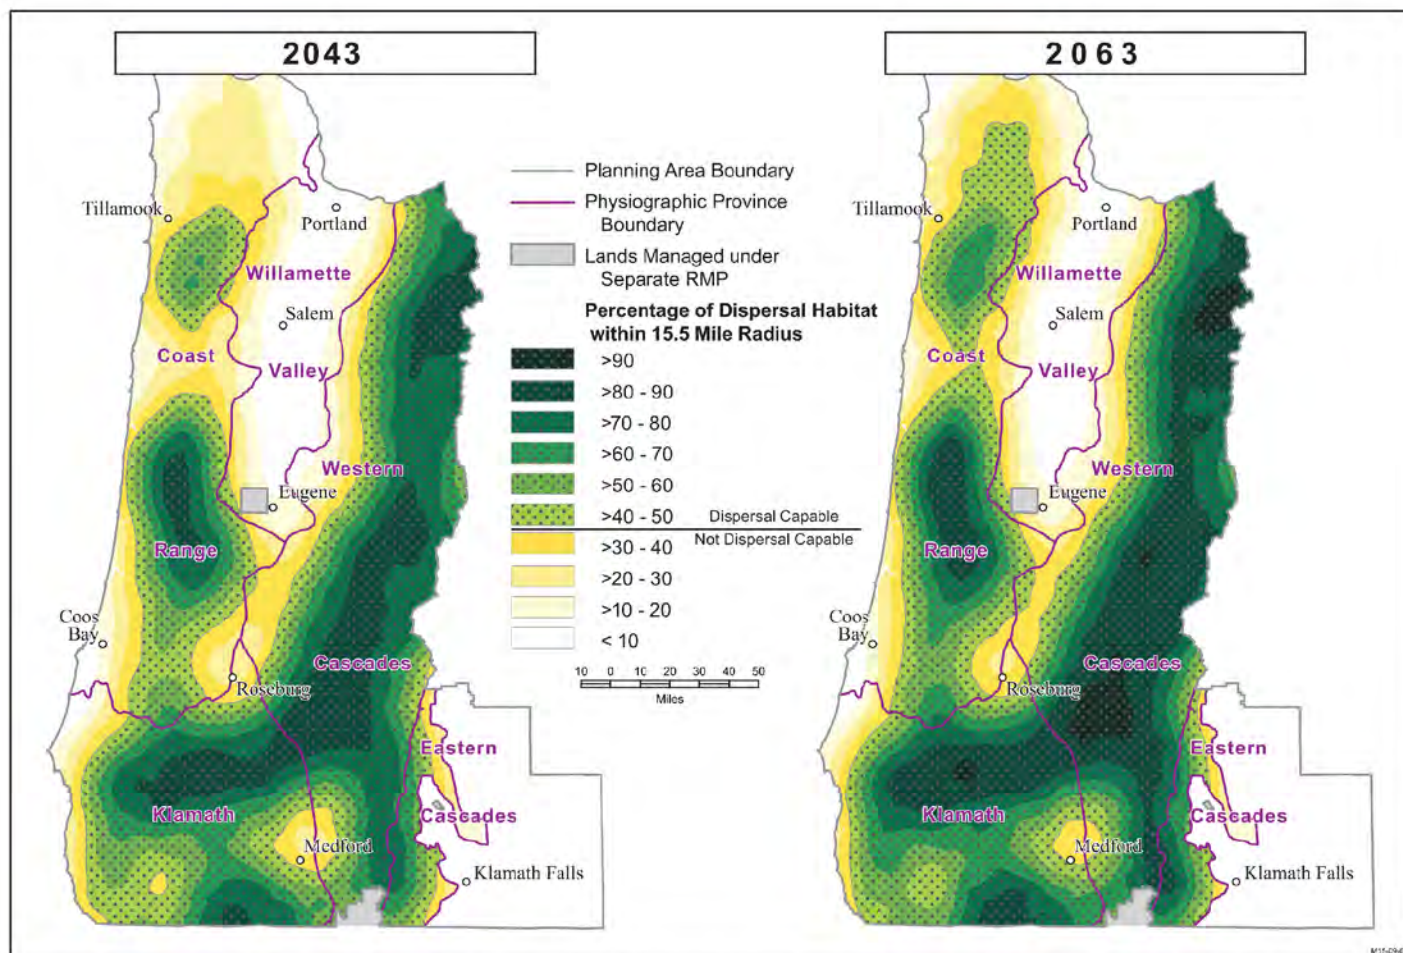 2043
2063
Planning Area Boundary
Physiographic Province
Boundary
Lands Managed under
Separate RMP
Percentage of Dispersal Habitat
within 15.5 Mile Radius
>90
>80 - 90
>70 - 80
>60 - 70
>50 - 60
>40 - 50
Dispersal Capable
Not Dispersal Capable
>30 - 40
>20 - 30
>10 - 20
< 10
10 0 10 20 30 40 50
Miles
Tillamook
Portland
Willamette
Salem
Coast
Valley
Western
Eugene
Range
Coos
Bay
Cascades
Roseburg
Eastern
Klamath
Cascades
Medford
Klamath Falls
Tillamook
Portland
Willamette
Salem
Coast
Valley
Western
Eugene
Range
Coos
Bay
Cascades
Roseburg
Eastern
Klamath
Cascades
Medford
Klamath Falls